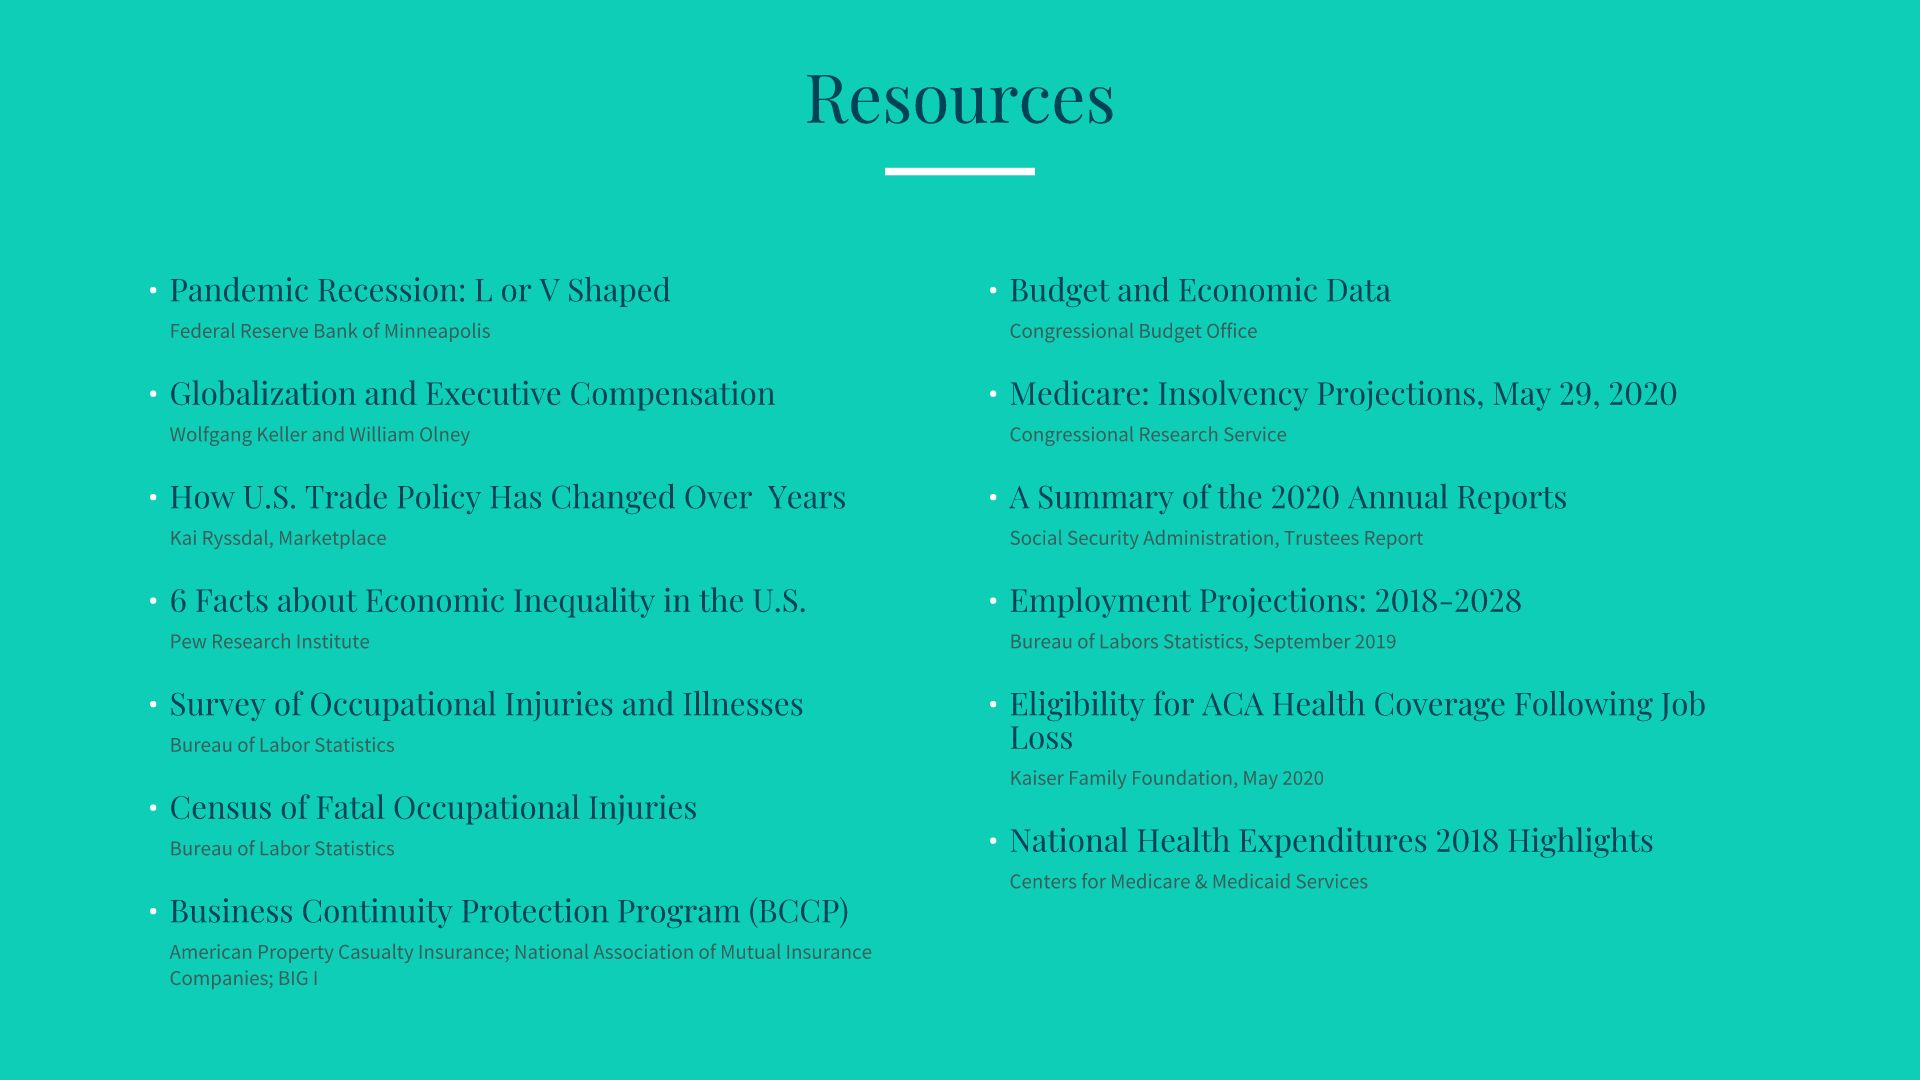 Resources
• Pandemic Recession: L or V Shaped
Federal Reserve Bank of Minneapolis
• Globalization and Executive Compensation
Wolfgang Keller and William Olney
• How U.S. Trade Policy Has Changed Over  Years
Kai Ryssdal, Marketplace
• 6 Facts about Economic Inequality in the U.S.
Pew Research Institute
• Survey of Occupational Injuries and Illnesses
Bureau of Labor Statistics
• Census of Fatal Occupational Injuries
Bureau of Labor Statistics
• Business Continuity Protection Program (BCCP)
American Property Casualty Insurance; National Association of Mutual Insurance
Companies; BIG I
• Budget and Economic Data
Congressional Budget Office
• Medicare: Insolvency Projections, May 29, 2020
Congressional Research Service
• A Summary of the 2020 Annual Reports
Social Security Administration, Trustees Report
• Employment Projections: 2018-2028
Bureau of Labors Statistics, September 2019
• Eligibility for ACA Health Coverage Following Job
Loss
Kaiser Family Foundation, May 2020
• National Health Expenditures 2018 Highlights
Centers for Medicare & Medicaid Services